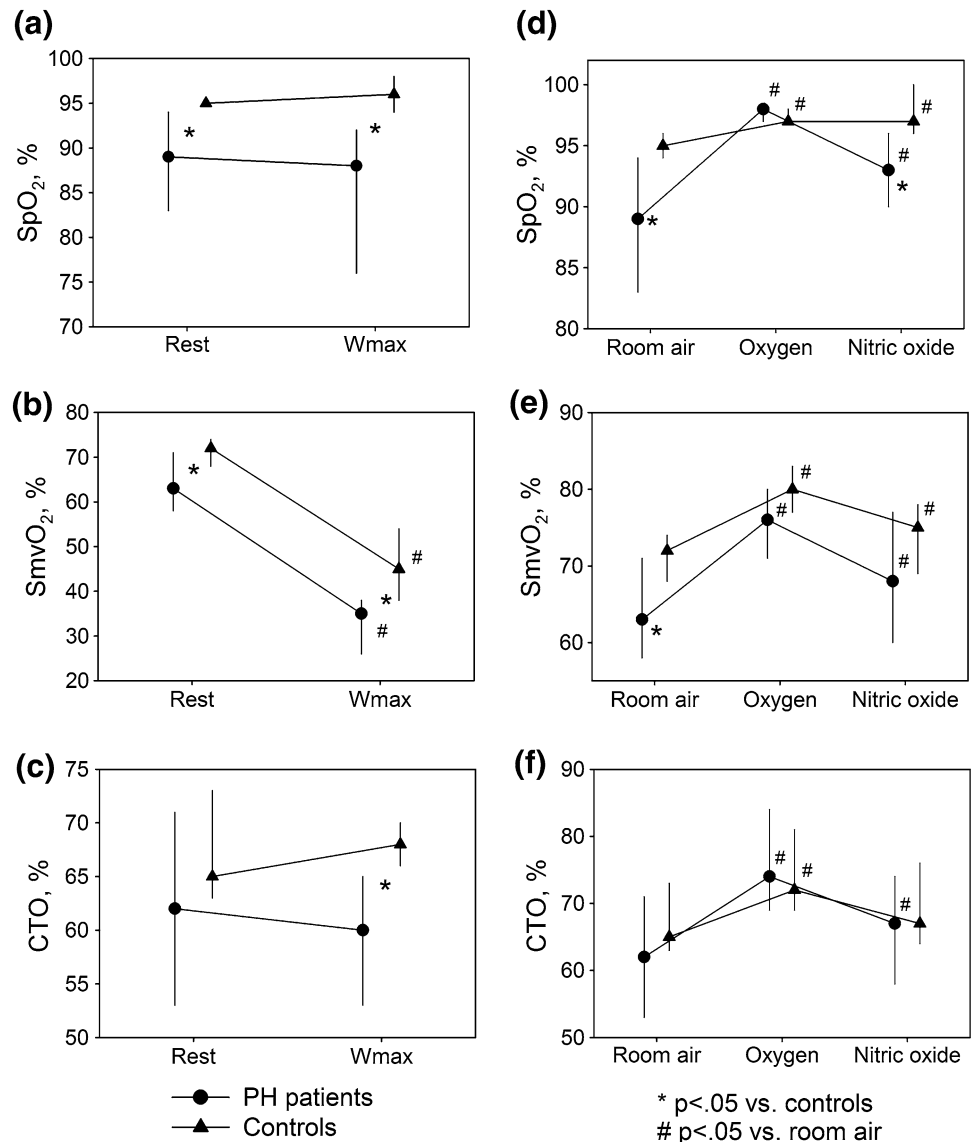 (a)
100
95
90
85
80
75
70
SpO2, %
*
*
Rest
Wmax
(d)
100
95
90
85
80
SpO2, %
*
#
#
#
#
*
Room air
Oxygen
Nitric oxide
(b)
80
70
60
50
40
30
20
SmvO2, %
*
#
*
#
Rest
Wmax
(e)
90
80
70
60
SmvO2, %
*
#
#
#
#
Room air
Oxygen
Nitric oxide
(c)
75
70
65
60
55
50
CTO, %
*
Rest
Wmax
(f)
90
80
70
60
50
CTO, %
#
#
#
Room air
Oxygen
Nitric oxide
PH patients
Controls
* p<.05 vs. controls
# p<.05 vs. room air